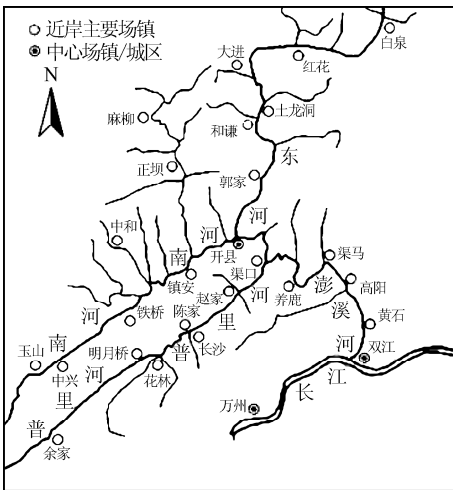 近岸主要场镇
中心场镇/城区
N
白泉
大进
红花
土龙洞
麻柳
和谦
东
正坝
郭家
河
中和
南
河
开县
渠口
渠马
镇安
赵家
河
养鹿
澎
高阳
溪
河
铁桥
陈家
里
黄石
南
河
长沙
普
双江
玉山
明月桥
中兴
花林
里
江
长
万州
普
余家